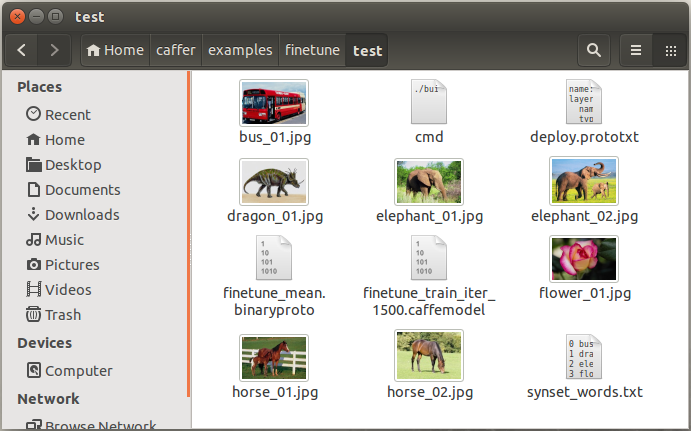 test
Home caffer examples finetune test
Places
Recent
Home
Desktop
Documents
Downloads
Music
Pictures
Videos
Trash
Devices
Computer
Network
Browse Network
./bui
name:
layer
nam
bus_01.jpg cmd deploy.prototxt
dragon_01.jpg elephant_01.jpg elephant_02.jpg
1
10
101
1010
1
10
101
1010
finetune_mean.
binaryproto
finetune_train_iter_
1500.caffemodel
flower_01.jpg
0 bus
1 dra
2 ele
3 flo
horse_01.jpg horse_02.jpg synset_words.txt